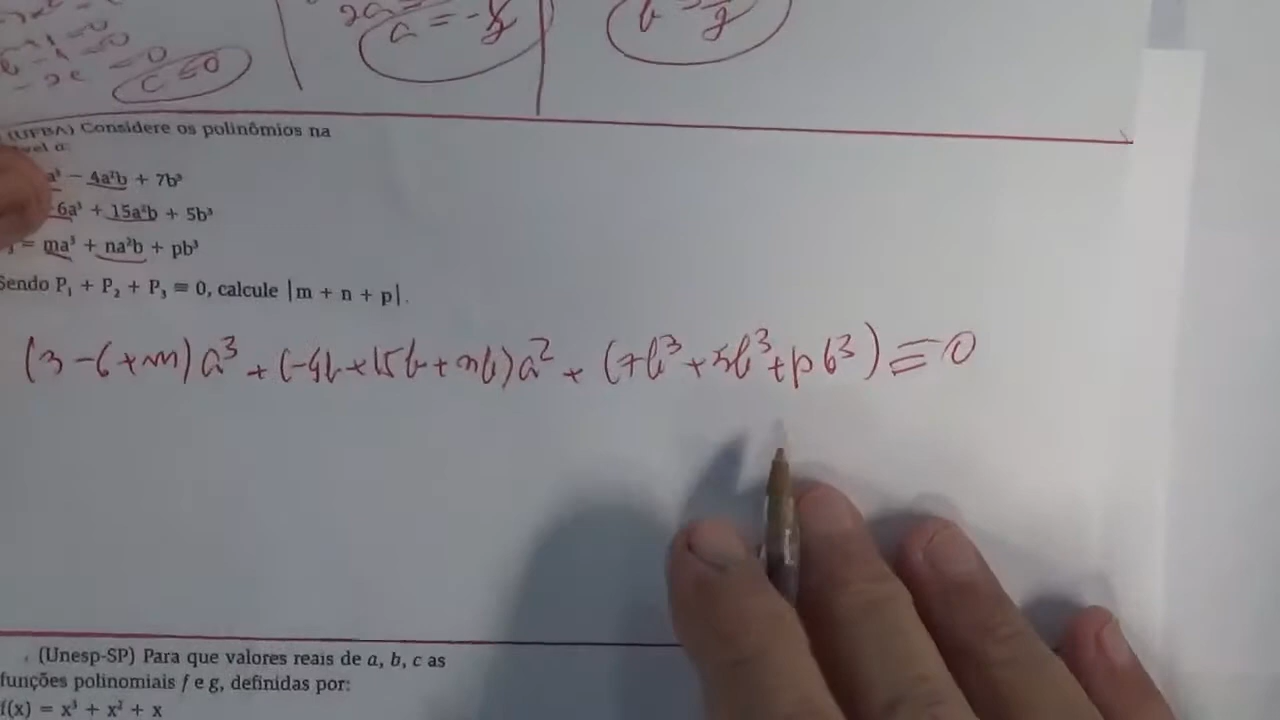 c = 0
a = -
(UFBA) Considere os polinômios na
vel a:
a³ − 4a²b + 7b³
6a³ + 15a²b + 5b³
= ma³ + na²b + pb³
Sendo P₁ + P₂ + P₃ ≡ 0, calcule |m + n + p|.
(3 - 6 + m) a³ + (-4b + 15b + nb) a² + (7b³ + 5b³ + pb³) ≡ 0
(Unesp-SP) Para que valores reais de a, b, c as
funções polinomiais f e g, definidas por:
f(x) = x³ + x² + x